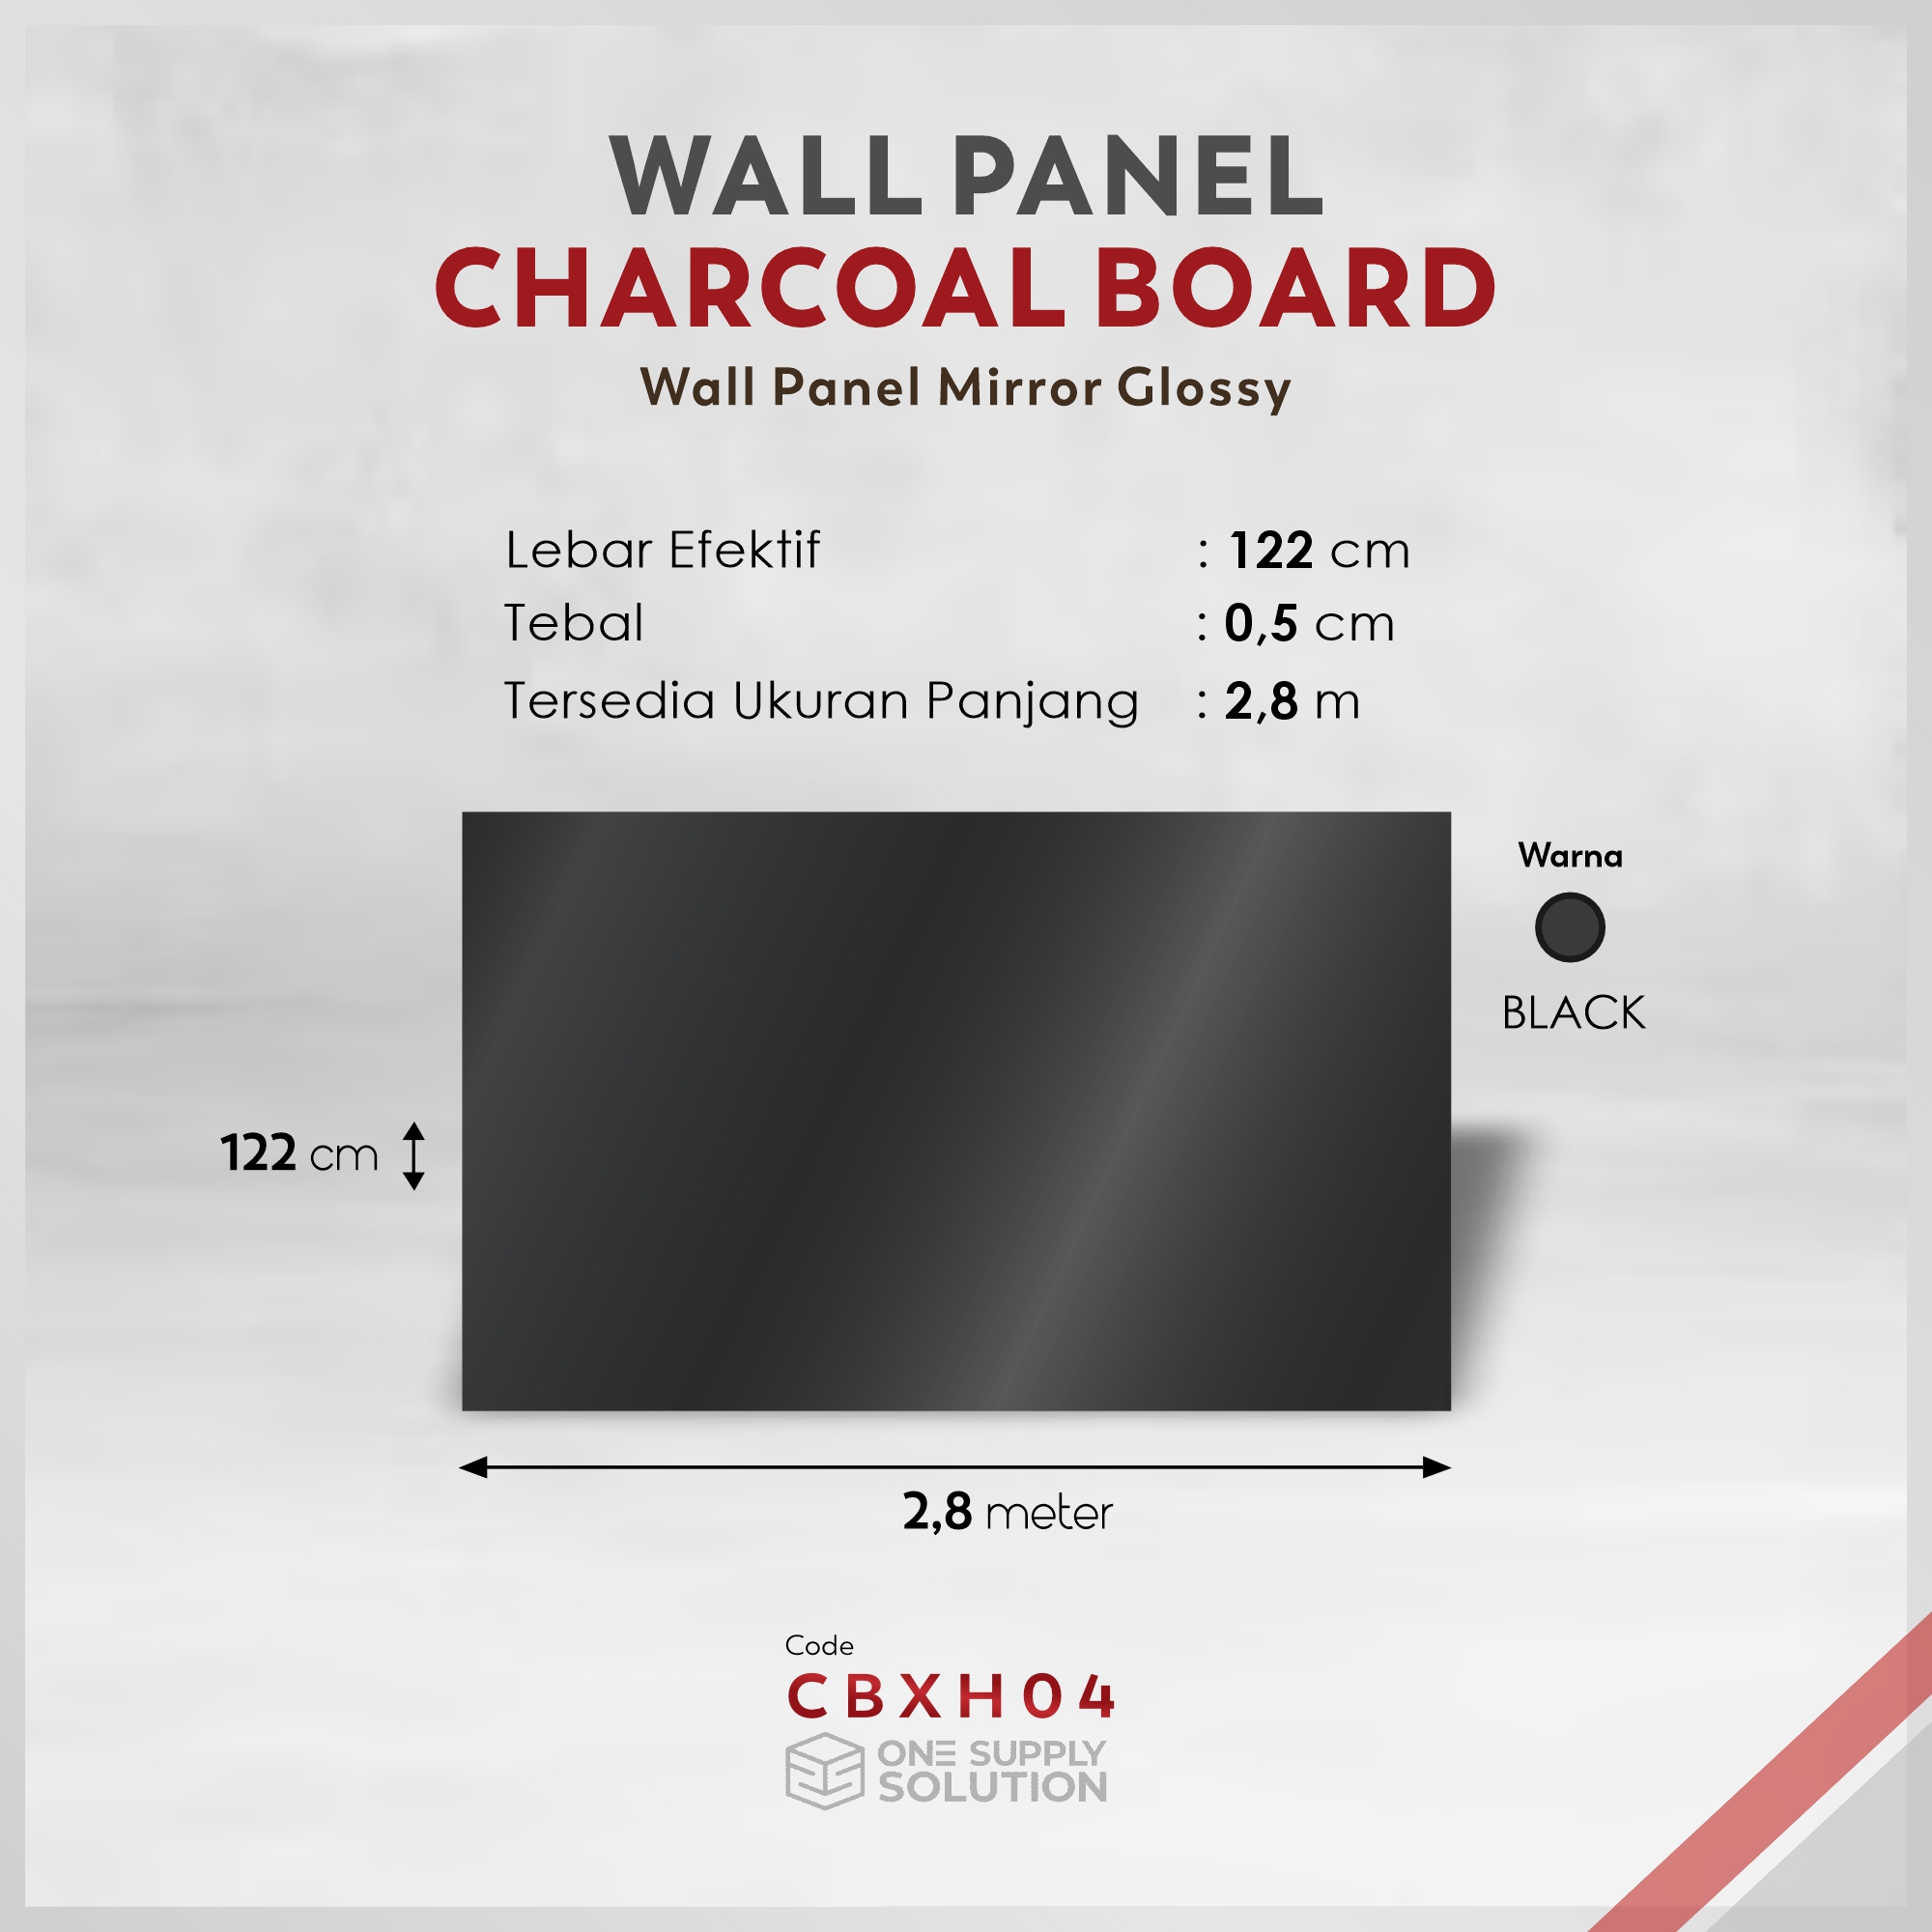 WALL PANEL
CHARCOAL BOARD
Wall Panel Mirror Glossy
Lebar Efektif : 122 cm
Tebal : 0,5 cm
Tersedia Ukuran Panjang : 2,8 m
Warna
BLACK
122 cm
2,8 meter
Code
CBXH04
ONE SUPPLY
SOLUTION